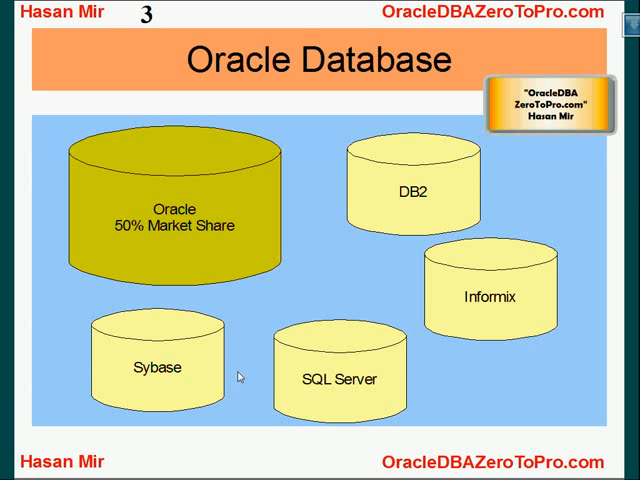 Hasan Mir
3
OracleDBAZeroToPro.com
Oracle Database
"OracleDBA
ZeroToPro.com"
Hasan Mir
Oracle
50% Market Share
DB2
Informix
Sybase
SQL Server
Hasan Mir
OracleDBAZeroToPro.com